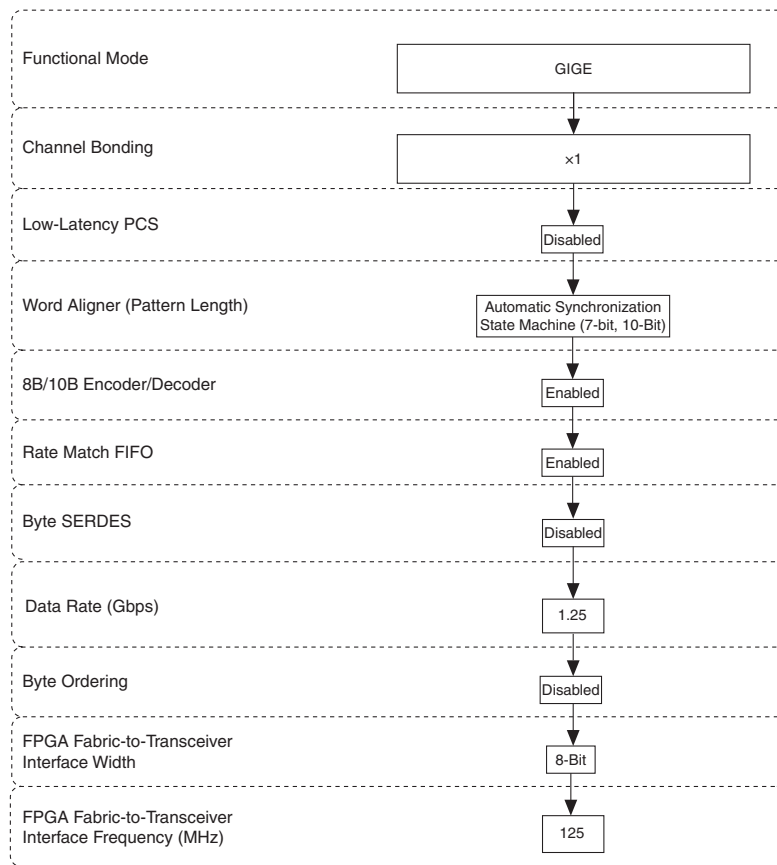 Functional Mode
GIGE
Channel Bonding
×1
Low-Latency PCS
Disabled
Word Aligner (Pattern Length)
Automatic Synchronization
State Machine (7-bit, 10-Bit)
8B/10B Encoder/Decoder
Enabled
Rate Match FIFO
Enabled
Byte SERDES
Disabled
Data Rate (Gbps)
1.25
Byte Ordering
Disabled
FPGA Fabric-to-Transceiver
Interface Width
8-Bit
FPGA Fabric-to-Transceiver
Interface Frequency (MHz)
125